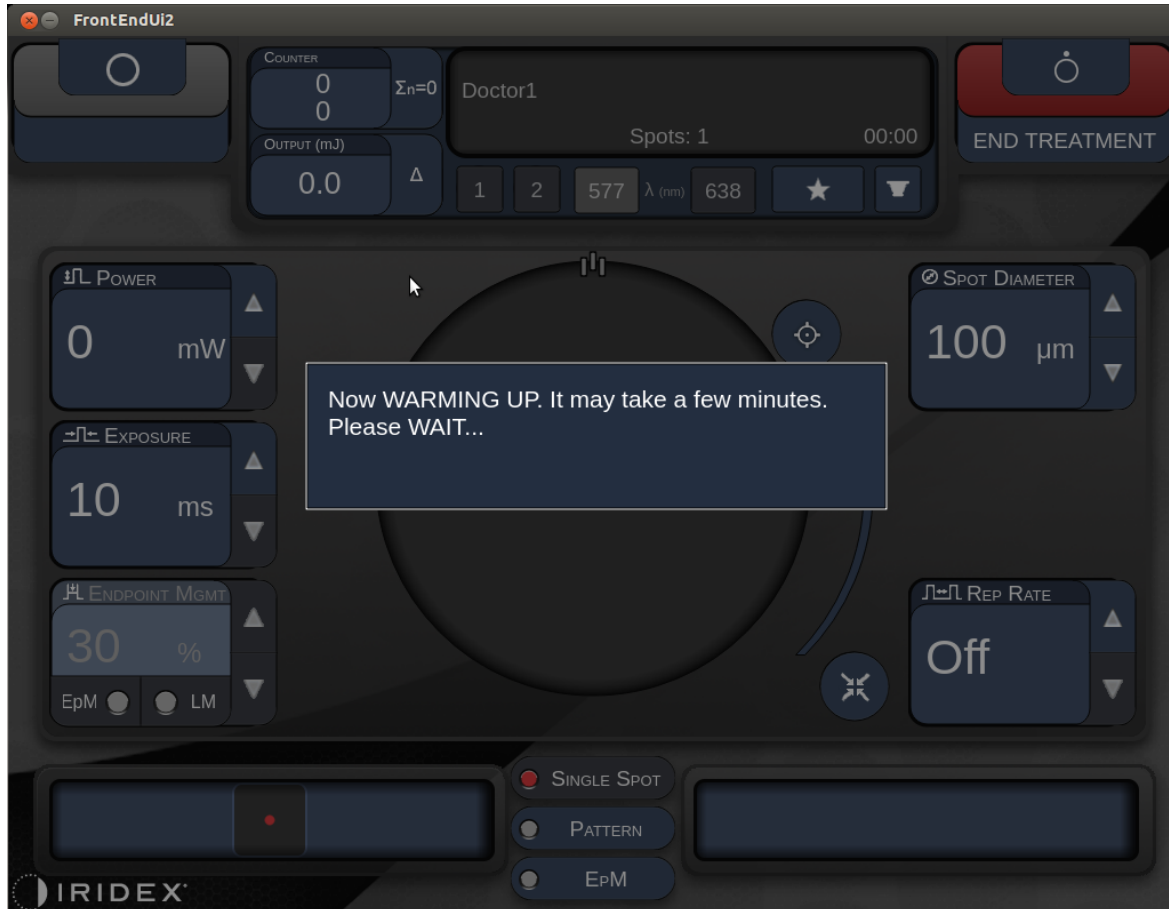 FrontEndUi2
Counter
0
0
Σn=0
Output (mJ)
0.0
Δ
Doctor1
Spots: 1
00:00
1
2
577
λ (nm)
638
END TREATMENT
Power
0 mW
Exposure
10 ms
Endpoint Mgmt
30 %
EpM
LM
Now WARMING UP. It may take a few minutes.
Please WAIT...
Spot Diameter
100 µm
Rep Rate
Off
Single Spot
Pattern
EpM
IRIDEX